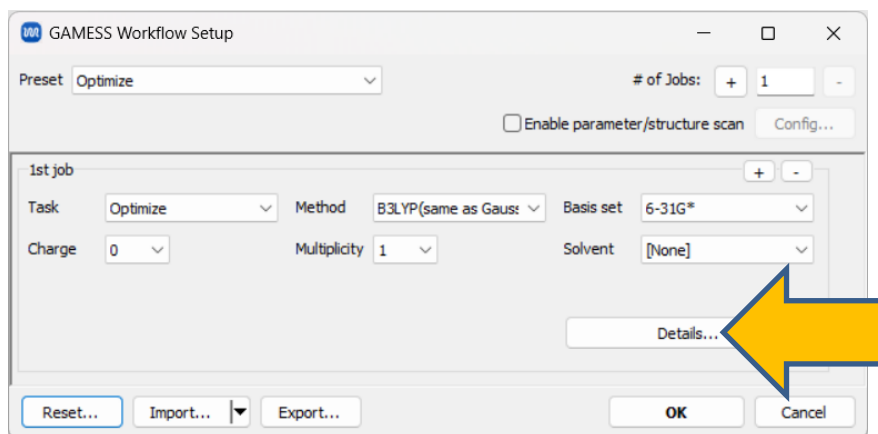 GAMESS Workflow Setup
Preset Optimize # of Jobs: + 1 -
Enable parameter/structure scan Config...
1st job + -
Task Optimize Method B3LYP(same as Gauss Basis set 6-31G*
Charge 0 Multiplicity 1 Solvent [None]
Details...
Reset... Import... Export... OK Cancel